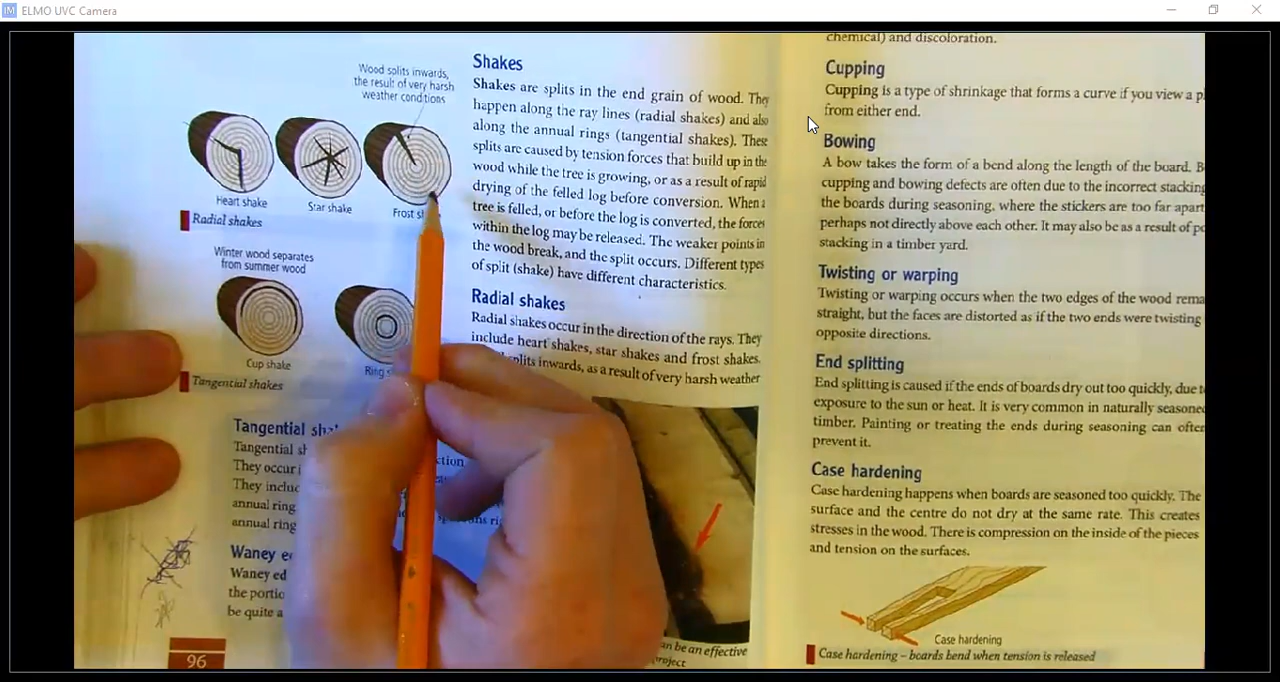 ELMO UVC Camera
Wood splits inwards,
the result of very harsh
weather conditions
Heart shake
Star shake
Frost
Radial shakes
Winter wood separates
from summer wood
Cup shake
Ring
Tangential shakes
Tangential
Tangential
They occur
They
annual ring
annual ring
Waney
Waney
the
be quite a
96
Shakes
Shakes are splits in the end grain of wood. They
happen along the ray lines (radial shakes) and also
along the annual rings (tangential shakes). These
splits are caused by tension forces that build up in the
wood while the tree is growing, or as a result of rapid
drying of the felled log before conversion. When a
tree is felled, or before the log is converted, the forces
within the log may be released. The weaker points in
the wood break, and the split occurs. Different types
of split (shake) have different characteristics.
Radial shakes
Radial shakes occur in the direction of the rays. They
include heart shakes, star shakes and frost shakes.
splits inwards, as a result of very harsh weather
an be an effective
chemical) and discoloration.
Cupping
Cupping is a type of shrinkage that forms a curve if you view a
from either end.
Bowing
A bow takes the form of a bend along the length of the board.
cupping and bowing defects are often due to the incorrect stacking
the boards during seasoning, where the stickers are too far apart
perhaps not directly above each other. It may also be as a result of
stacking in a timber yard.
Twisting or warping
Twisting or warping occurs when the two edges of the wood
straight, but the faces are distorted as if the two ends were twisting
opposite directions.
End splitting
End splitting is caused if the ends of boards dry out too quickly, due
exposure to the sun or heat. It is very common in naturally
timber. Painting or treating the ends during seasoning can often
prevent it.
Case hardening
Case hardening happens when boards are seasoned too quickly. The
surface and the centre do not dry at the same rate. This creates
stresses in the wood. There is compression on the inside of the pieces
and tension on the surfaces.
Case hardening
Case hardening – boards bend when tension is released